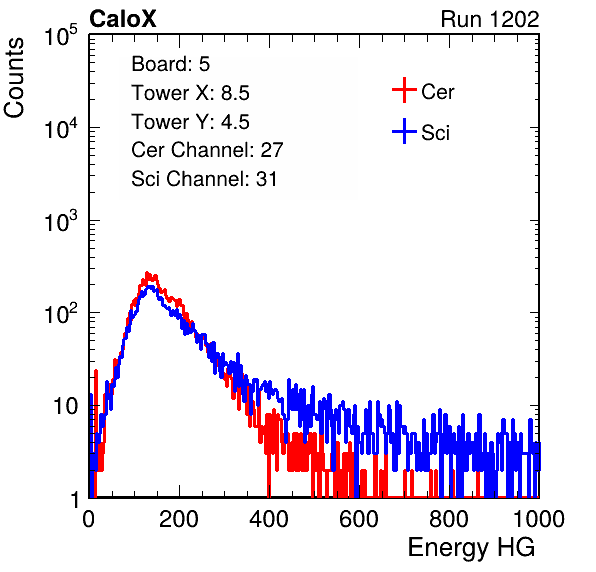 CaloX Run 1202
Counts
10^5
10^4
10^3
10^2
10
1
Board: 5
Tower X: 8.5
Tower Y: 4.5
Cer Channel: 27
Sci Channel: 31
Cer
Sci
0 200 400 600 800 1000
Energy HG